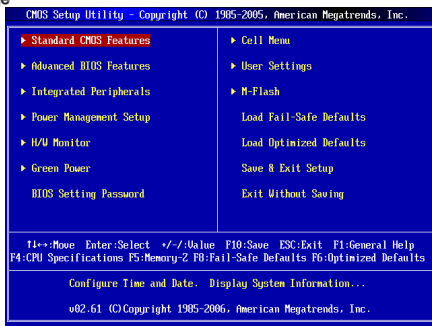 CMOS Setup Utility - Copyright (C) 1985-2005, American Megatrends, Inc.
▶ Standard CMOS Features
▶ Advanced BIOS Features
▶ Integrated Peripherals
▶ Power Management Setup
▶ H/W Monitor
▶ Green Power
BIOS Setting Password
▶ Cell Menu
▶ User Settings
▶ M-Flash
Load Fail-Safe Defaults
Load Optimized Defaults
Save & Exit Setup
Exit Without Saving
↑↓←→:Move Enter:Select +/-/:Value F10:Save ESC:Exit F1:General Help
F4:CPU Specifications F5:Memory-Z F8:Fail-Safe Defaults F6:Optimized Defaults
Configure Time and Date. Display System Information...
v02.61 (C)Copyright 1985-2006, American Megatrends, Inc.